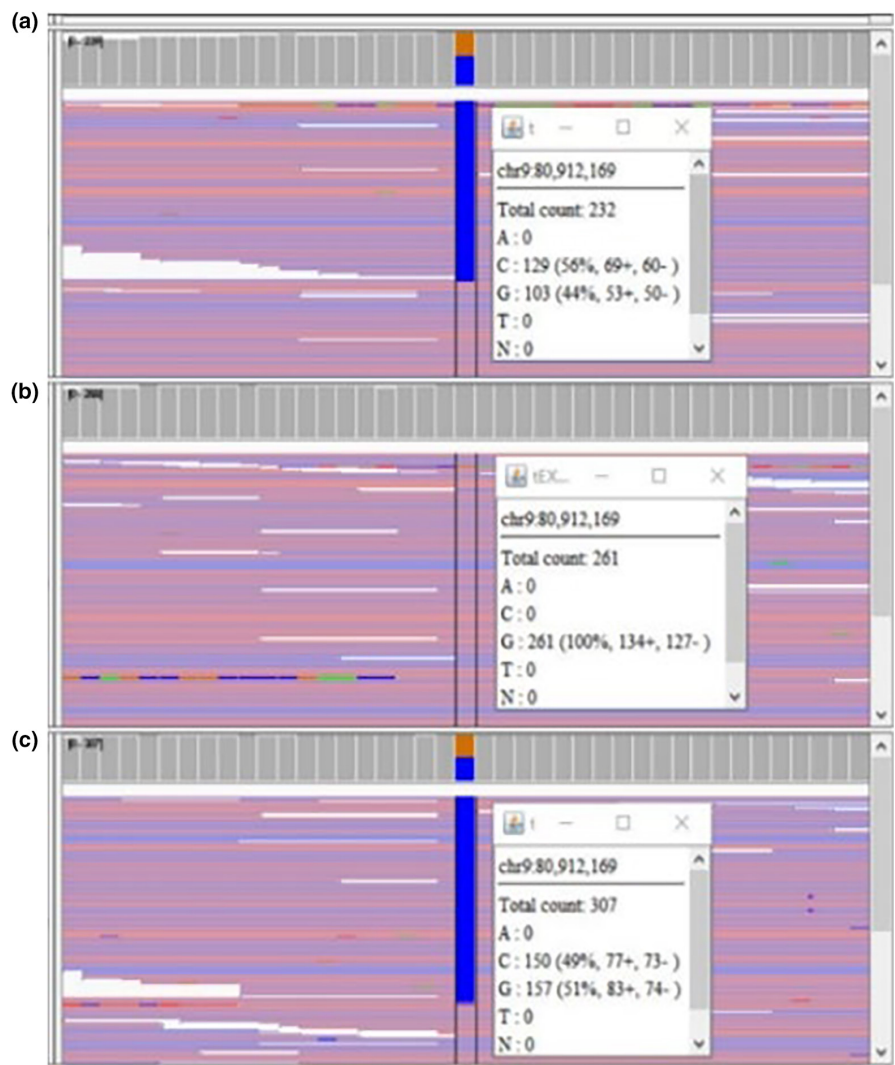 (a)
t
chr9:80,912,169
Total count: 232
A : 0
C : 129 (56%, 69+, 60- )
G : 103 (44%, 53+, 50- )
T : 0
N : 0
(b)
tEX...
chr9:80,912,169
Total count: 261
A : 0
C : 0
G : 261 (100%, 134+, 127- )
T : 0
N : 0
(c)
t
chr9:80,912,169
Total count: 307
A : 0
C : 150 (49%, 77+, 73- )
G : 157 (51%, 83+, 74- )
T : 0
N : 0